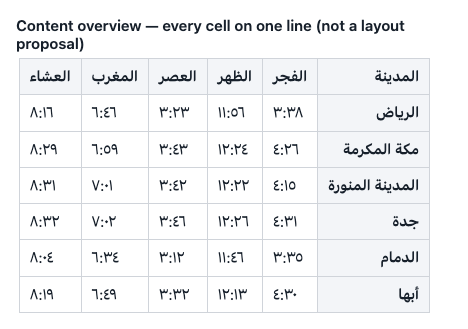 Content overview — every cell on one line (not a layout
proposal)
المدينة الفجر الظهر العصر المغرب العشاء
الرياض ٣:٣٨ ١١:٥٦ ٣:٢٣ ٦:٤٦ ٨:١٦
مكة المكرمة ٤:٢٦ ١٢:٢٤ ٣:٤٣ ٦:٥٩ ٨:٢٩
المدينة المنورة ٤:١٥ ١٢:٢٢ ٣:٤٢ ٧:٠١ ٨:٣١
جدة ٤:٣١ ١٢:٢٦ ٣:٤٦ ٧:٠٢ ٨:٣٢
الدمام ٣:٣٥ ١١:٤٦ ٣:١٢ ٦:٣٤ ٨:٠٤
أبها ٤:٣٠ ١٢:١٣ ٣:٣٢ ٦:٤٩ ٨:١٩